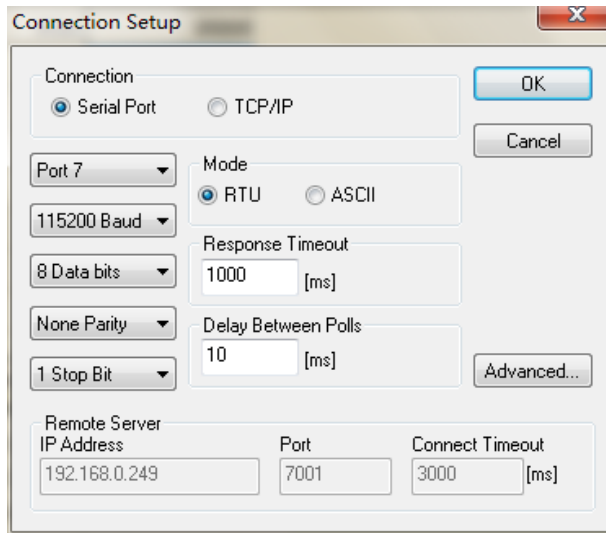 Connection Setup
Connection
Serial Port
TCP/IP
OK
Cancel
Port 7
115200 Baud
8 Data bits
None Parity
1 Stop Bit
Mode
RTU
ASCII
Response Timeout
1000
[ms]
Delay Between Polls
10
[ms]
Advanced...
Remote Server
IP Address
Port
Connect Timeout
192.168.0.249
7001
3000
[ms]